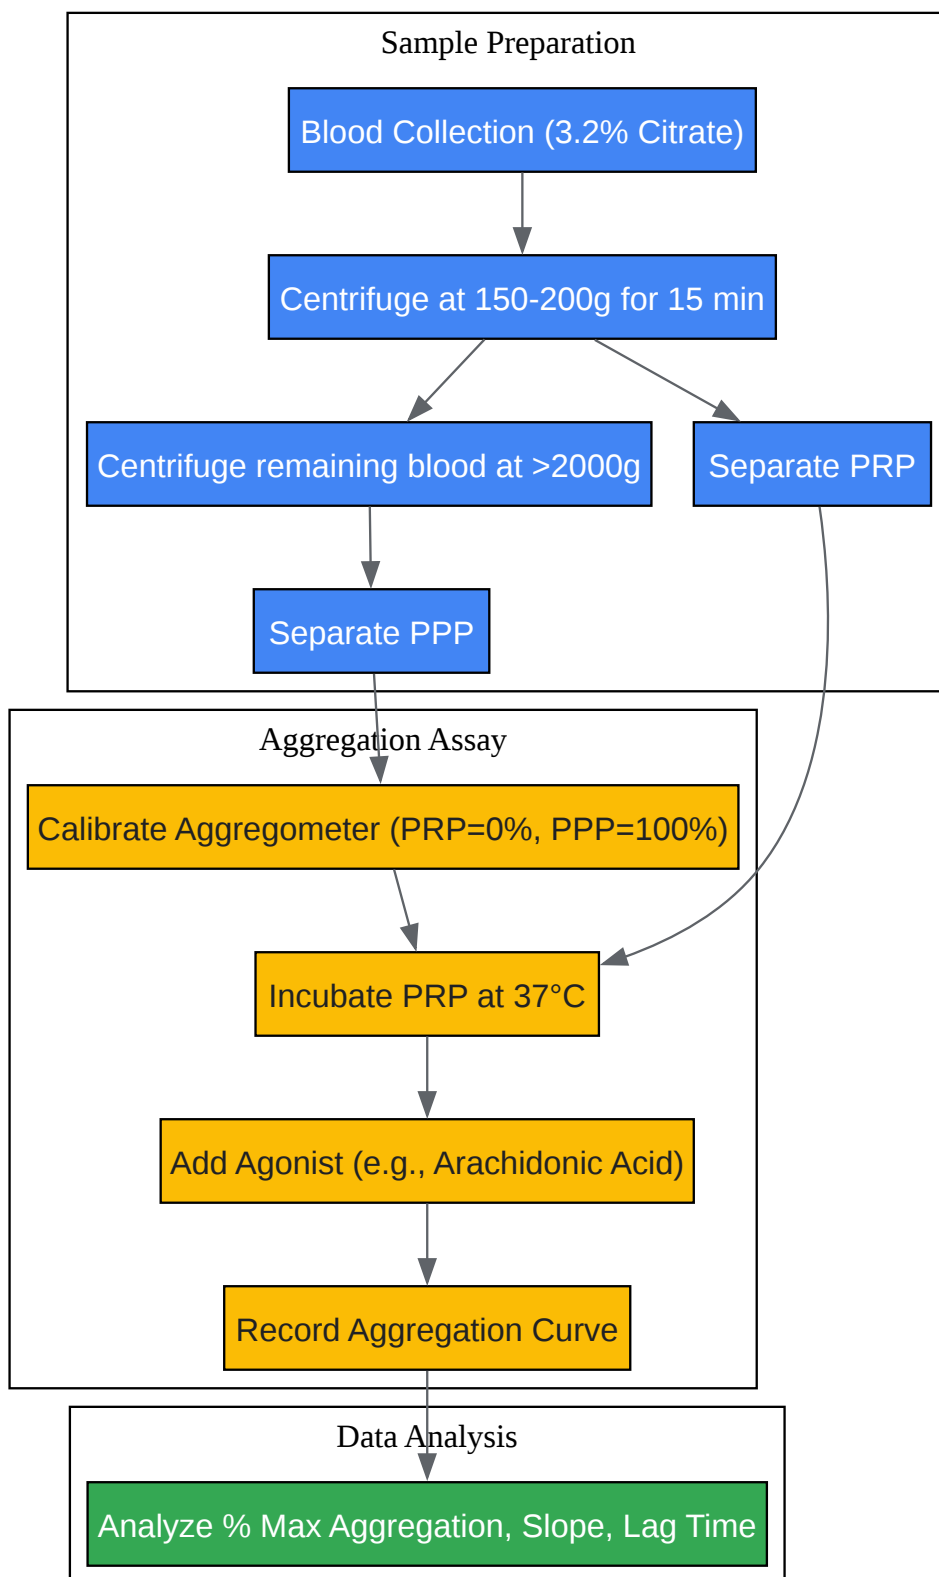 Sample Preparation
Blood Collection (3.2% Citrate)
Centrifuge at 150-200g for 15 min
Centrifuge remaining blood at >2000g
Separate PRP
Separate PPP
Aggregation Assay
Calibrate Aggregometer (PRP=0%, PPP=100%)
Incubate PRP at 37°C
Add Agonist (e.g., Arachidonic Acid)
Record Aggregation Curve
Data Analysis
Analyze % Max Aggregation, Slope, Lag Time